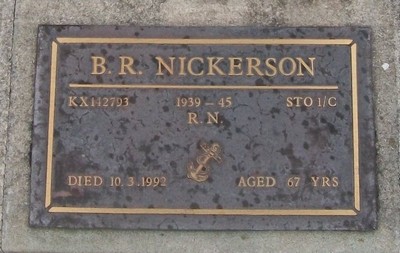 B. R. NICKERSON
KX142793 1939 - 45 STO 1/C
R. N.
DIED 10.3.1992 AGED 67 YRS